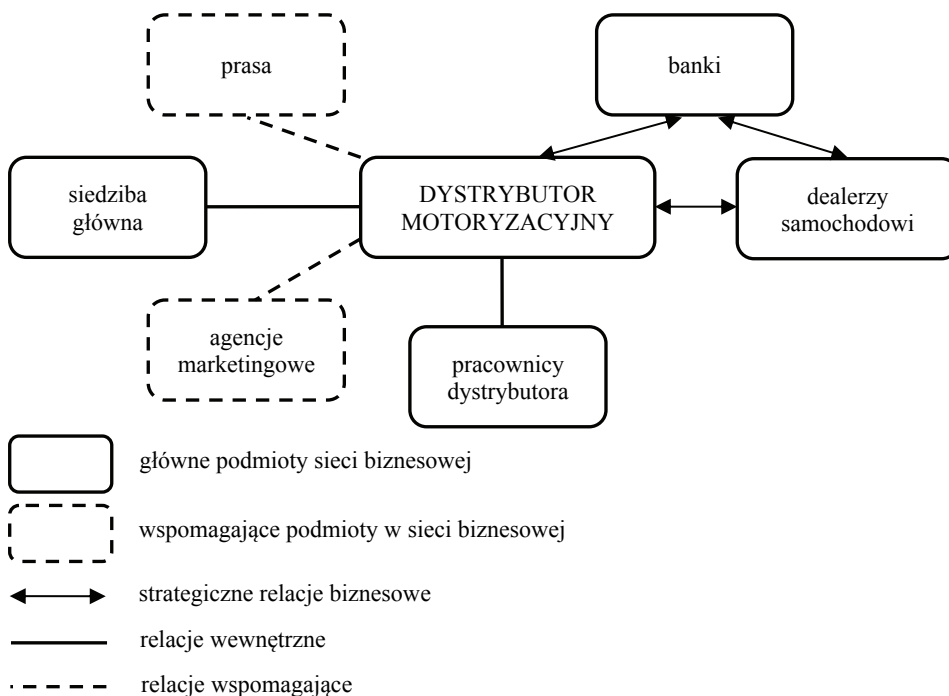 prasa
banki
siedziba
główna
DYSTRYBUTOR
MOTORYZACYJNY
dealerzy
samochodowi
agencje
marketingowe
pracownicy
dystrybutora
główne podmioty sieci biznesowej
wspomagające podmioty w sieci biznesowej
strategiczne relacje biznesowe
relacje wewnętrzne
relacje wspomagające